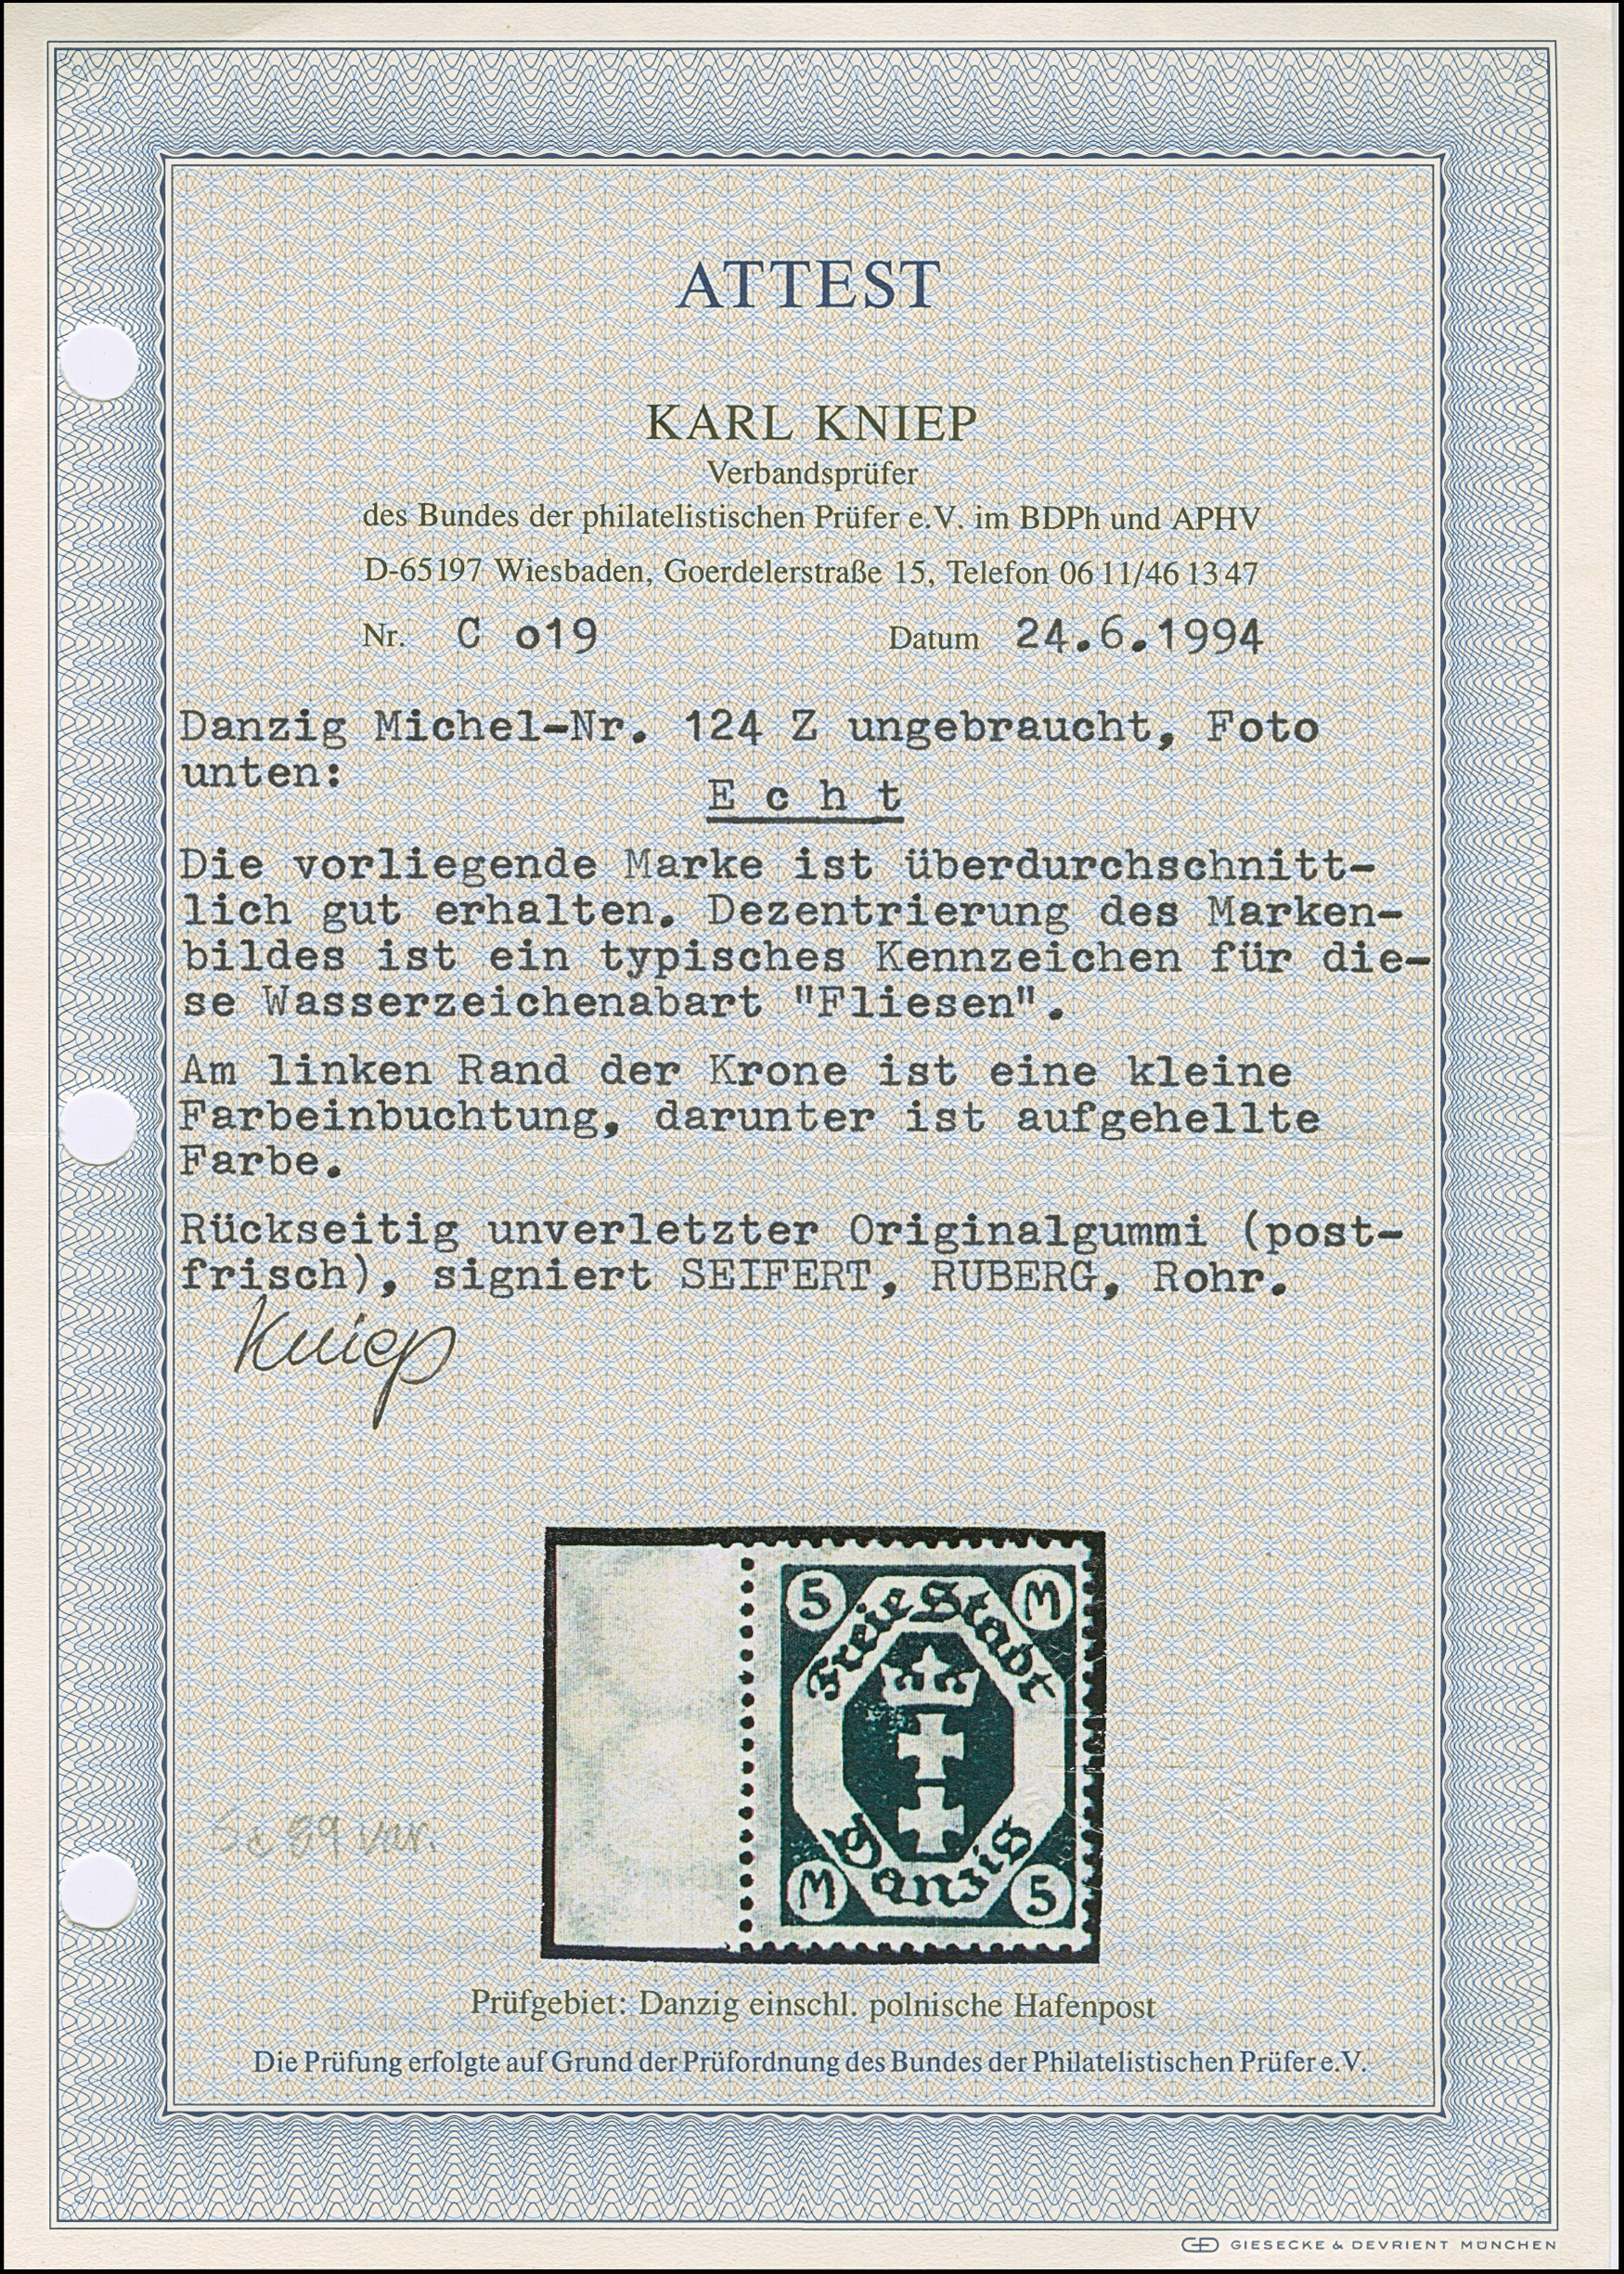 ATTEST
KARL KNIEP
Verbandsprüfer
des Bundes der philatelistischen Prüfer e.V. im BDPh und APHV
D-65197 Wiesbaden, Goerdelerstraße 15, Telefon 06 11/46 13 47
Nr. C o19 Datum 24.6.1994
Danzig Michel-Nr. 124 Z ungebraucht, Foto
unten:
E c h t
Die vorliegende Marke ist überdurchschnitt-
lich gut erhalten. Dezentrierung des Marken-
bildes ist ein typisches Kennzeichen für die-
se Wasserzeichenabart "Fliesen".
Am linken Rand der Krone ist eine kleine
Farbeinbuchtung, darunter ist aufgehellte
Farbe.
Rückseitig unverletzter Originalgummi (post-
frisch), signiert SEIFERT, RUBERG, Rohr.
Kniep
5 M
Freie Stadt
Danzig
M 5
Sc 89 var.
Prüfgebiet: Danzig einschl. polnische Hafenpost
Die Prüfung erfolgte auf Grund der Prüfordnung des Bundes der Philatelistischen Prüfer e.V.
GD GIESECKE & DEVRIENT MÜNCHEN